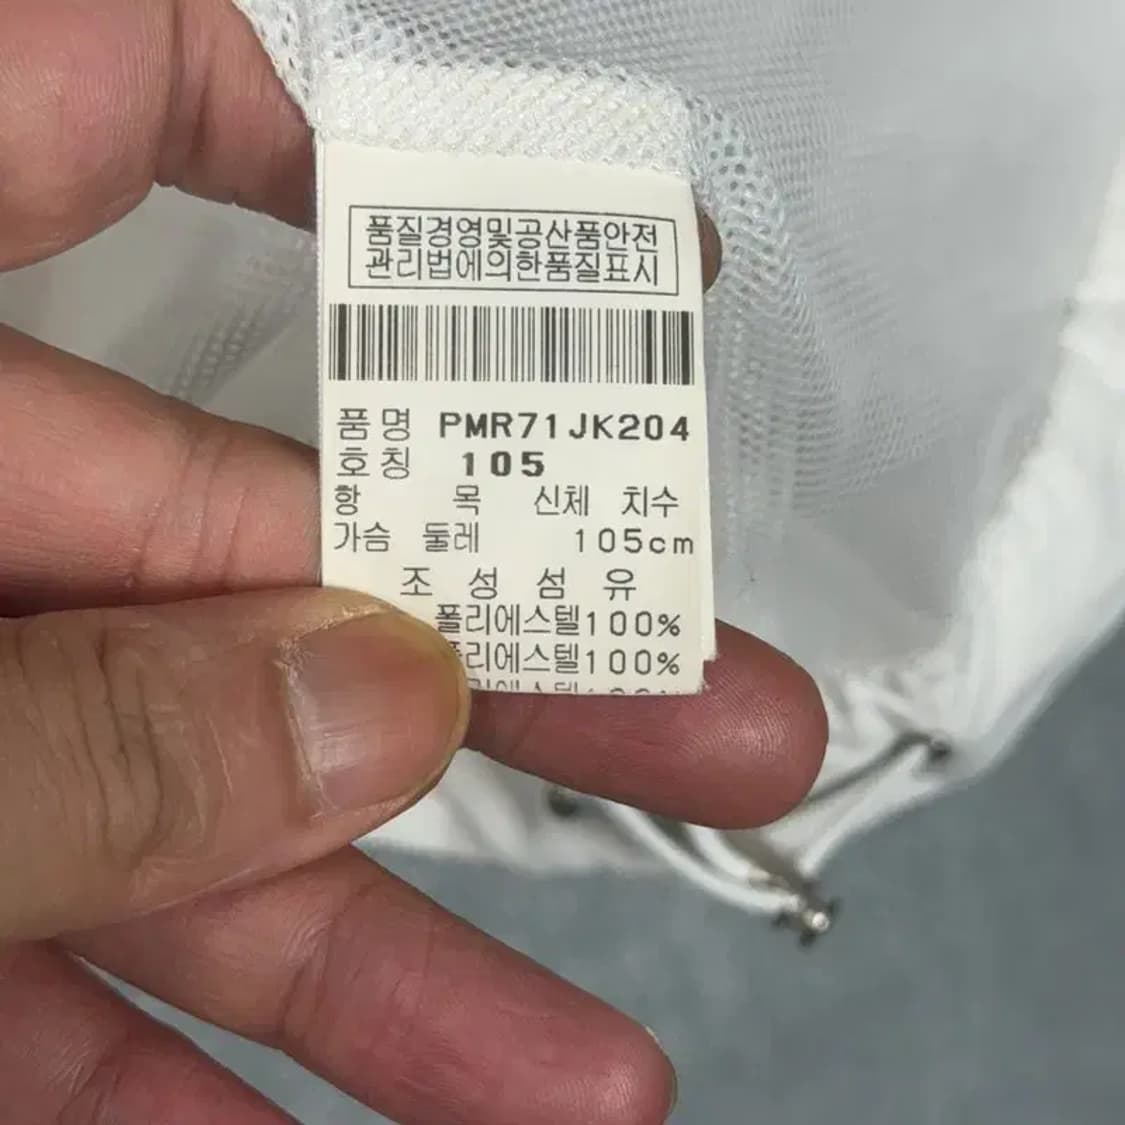 품질경영및공산품안전
관리법에의한품질표시
품명 PMR71JK204
호칭 105
항 목 신체 치수
가슴 둘레 105cm
조 성 섬 유
폴리에스텔100%
폴리에스텔100%